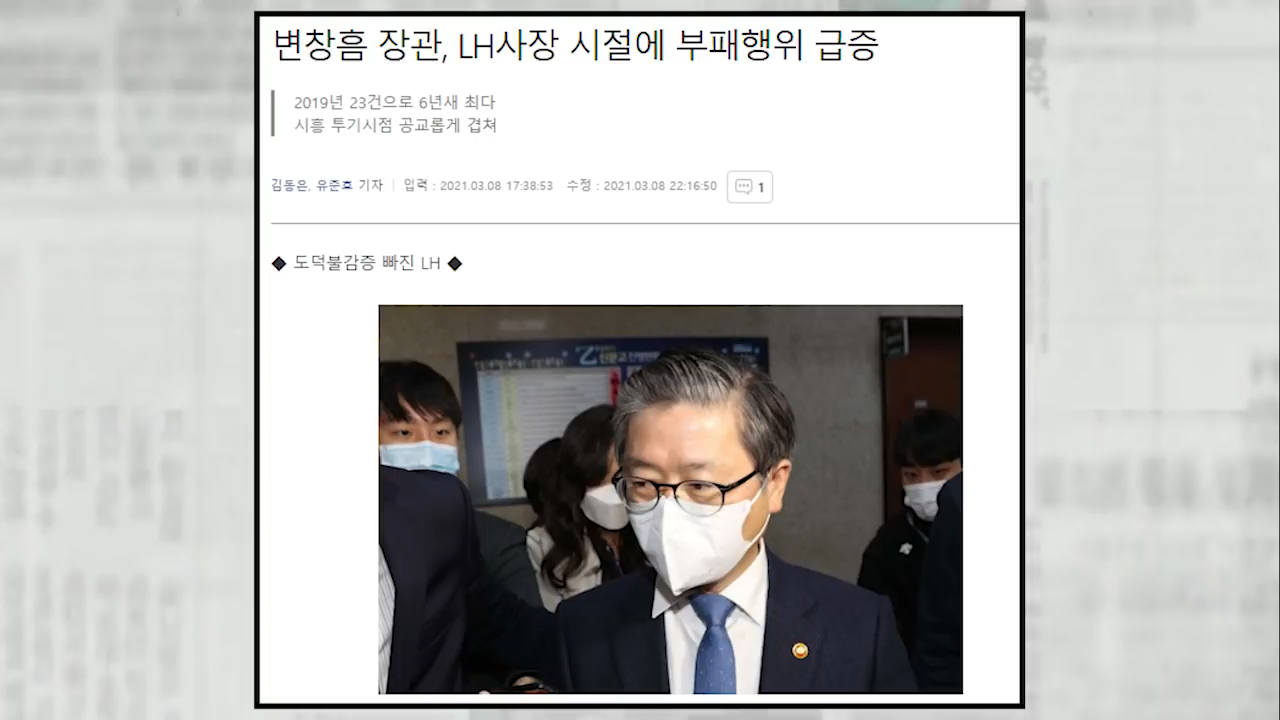 변창흠 장관, LH사장 시절에 부패행위 급증
2019년 23건으로 6년새 최다
시흥 투기시점 공교롭게 겹쳐
김동은, 유준호 기자 | 입력 : 2021.03.08 17:38:53 수정 : 2021.03.08 22:16:50 1
◆ 도덕불감증 빠진 LH ◆